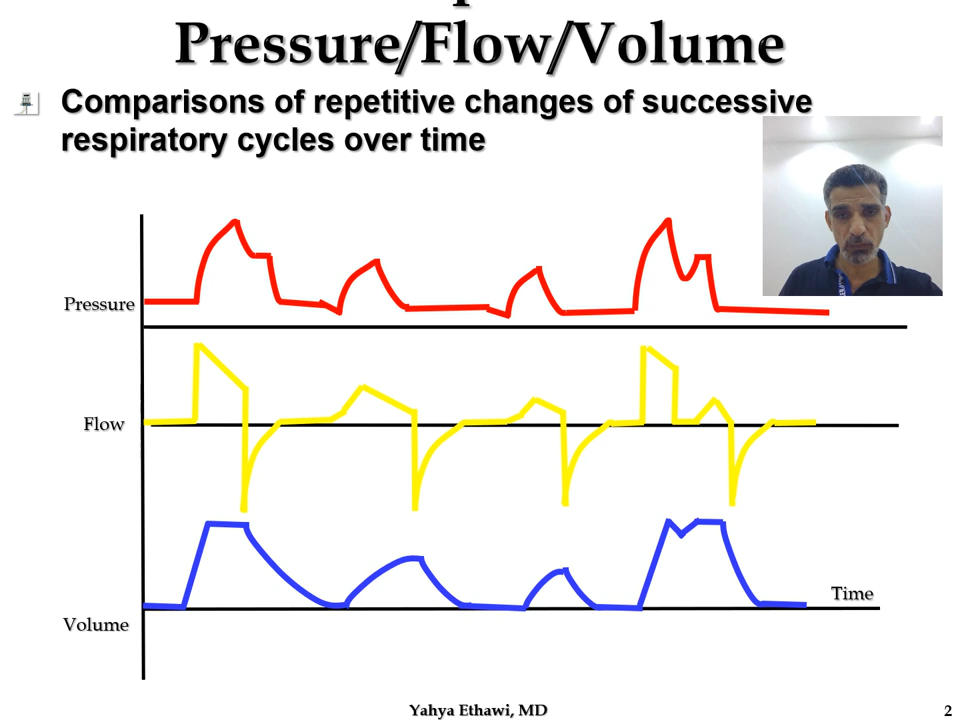 Pressure/Flow/Volume
Comparisons of repetitive changes of successive
respiratory cycles over time
Pressure
Flow
Time
Volume
Yahya Ethawi, MD
2